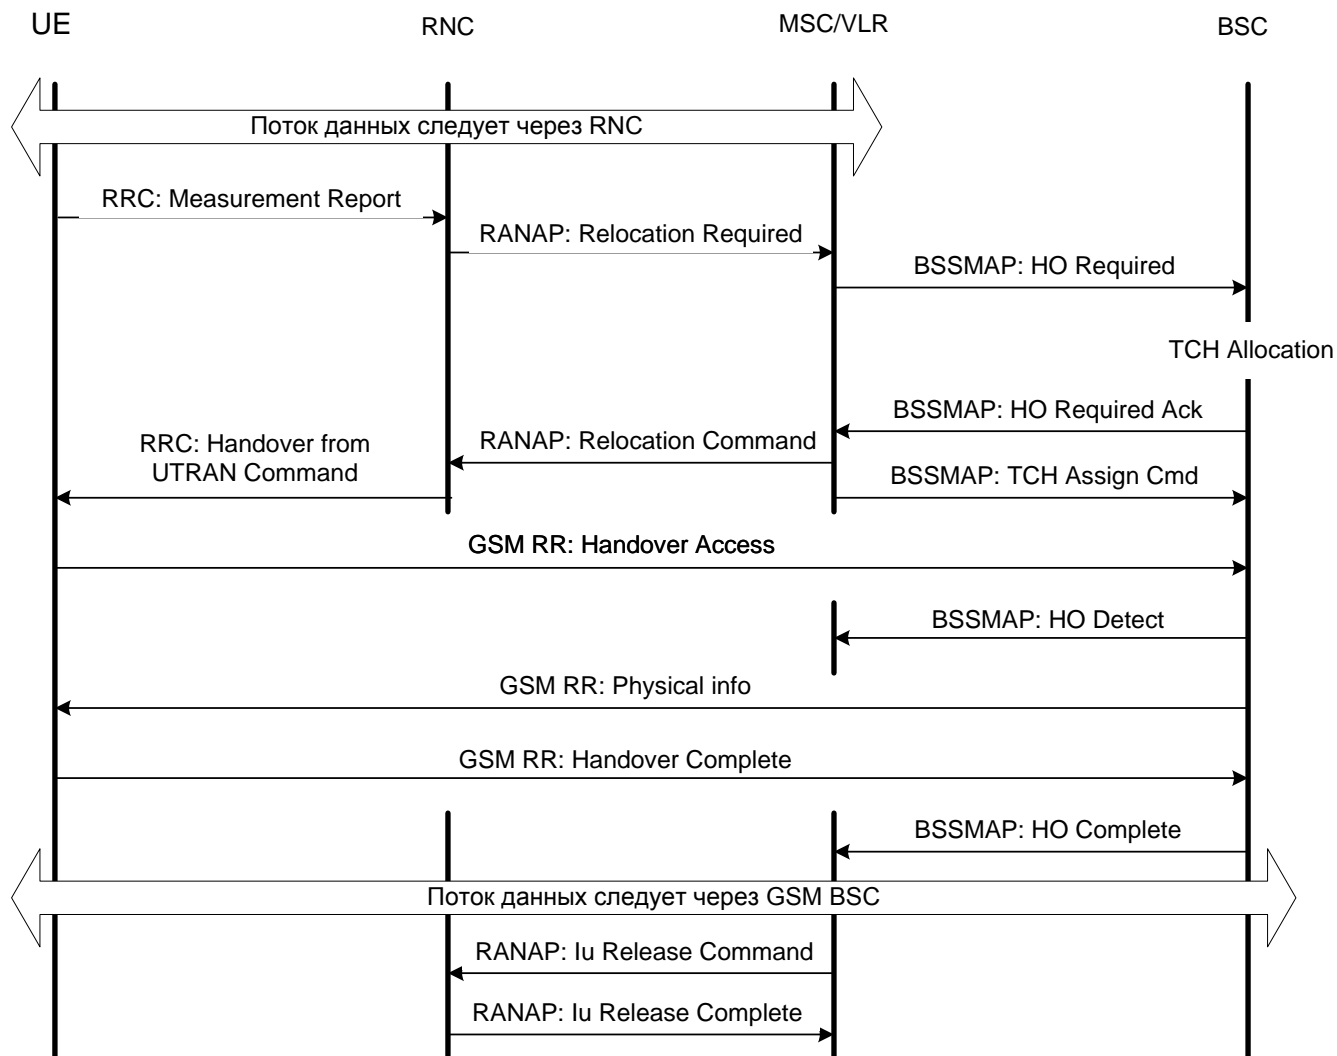 UE
RNC
MSC/VLR
BSC
Поток данных следует через RNC
RRC: Measurement Report
RANAP: Relocation Required
BSSMAP: HO Required
TCH Allocation
BSSMAP: HO Required Ack
RANAP: Relocation Command
RRC: Handover from
UTRAN Command
BSSMAP: TCH Assign Cmd
GSM RR: Handover Access
BSSMAP: HO Detect
GSM RR: Physical info
GSM RR: Handover Complete
BSSMAP: HO Complete
Поток данных следует через GSM BSC
RANAP: Iu Release Command
RANAP: Iu Release Complete